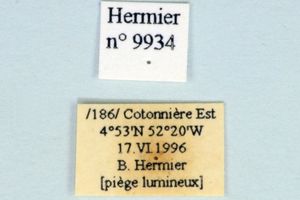 Hermier
n° 9934
/186/ Cotonnière Est
4°53'N 52°20'W
17.VI.1996
B. Hermier
[piège lumineux]